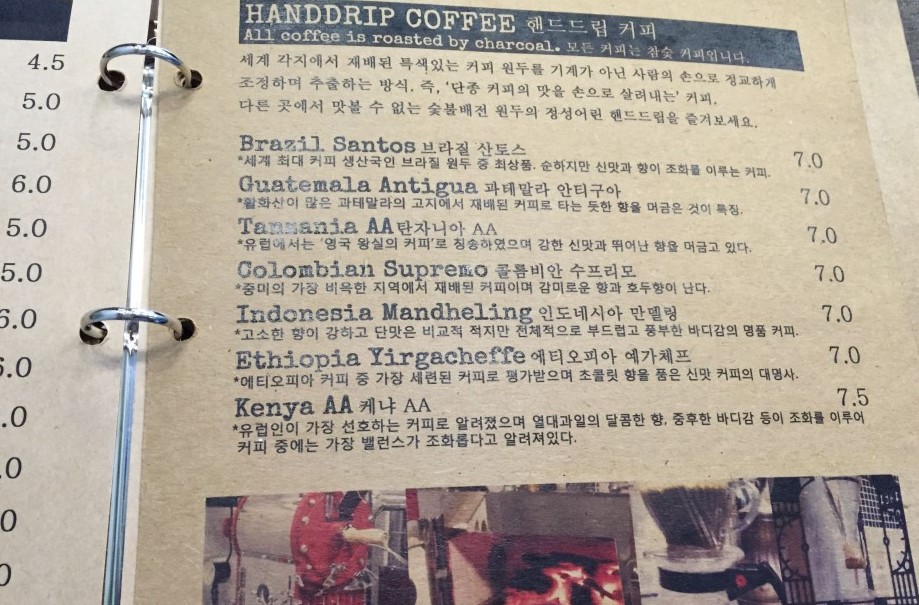 4.5
5.0
5.0
6.0
5.0
5.0
6.0
5.0
.0
.0
0
0
HANDDRIP COFFEE 핸드드립 커피
All coffee is roasted by charcoal. 모든 커피는 참숯 커피입니다.
세계 각지에서 재배된 특색있는 커피 원두를 기계가 아닌 사람의 손으로 정교하게
조정하며 추출하는 방식. 즉, '단종 커피의 맛을 손으로 살려내는' 커피.
다른 곳에서 맛볼 수 없는 숯불배전 원두의 정성어린 핸드드립을 즐겨보세요.
Brazil Santos 브라질 산토스 7.0
*세계 최대 커피 생산국인 브라질 원두 중 최상품. 순하지만 신맛과 향이 조화를 이루는 커피.
Guatemala Antigua 과테말라 안티구아 7.0
*활화산이 많은 과테말라의 고지에서 재배된 커피로 타는 듯한 향을 머금은 것이 특징.
Tanzania AA 탄자니아 AA 7.0
*유럽에서는 '영국 왕실의 커피'로 칭송하였으며 강한 신맛과 뛰어난 향을 머금고 있다.
Colombian Supremo 콜롬비안 수프리모 7.0
*중미의 가장 비옥한 지역에서 재배된 커피이며 감미로운 향과 호두향이 난다.
Indonesia Mandheling 인도네시아 만델링 7.0
*고소한 향이 강하고 단맛은 비교적 적지만 전체적으로 부드럽고 풍부한 바디감의 명품 커피.
Ethiopia Yirgacheffe 에티오피아 예가체프 7.0
*에티오피아 커피 중 가장 세련된 커피로 평가받으며 초콜릿 향을 품은 신맛 커피의 대명사.
Kenya AA 케냐 AA 7.5
*유럽인이 가장 선호하는 커피로 알려졌으며 열대과일의 달콤한 향, 중후한 바디감 등이 조화를 이루어
커피 중에는 가장 밸런스가 조화롭다고 알려져있다.